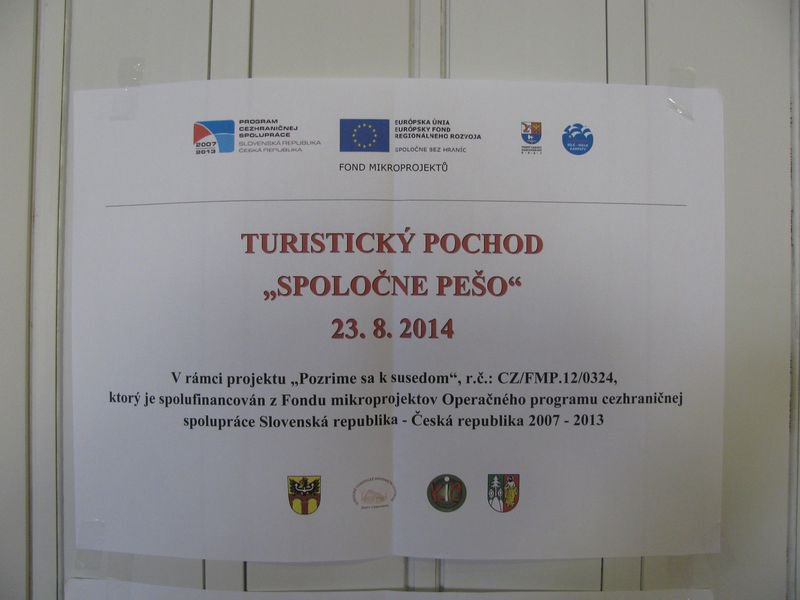 PROGRAM
CEZHRANIČNEJ
SPOLUPRÁCE
SLOVENSKÁ REPUBLIKA
ČESKÁ REPUBLIKA
2007
2013
EURÓPSKA ÚNIA
EURÓPSKY FOND
REGIONÁLNEHO ROZVOJA
SPOLOČNE BEZ HRANÍC
FOND MIKROPROJEKTŮ
TURISTICKÝ POCHOD
„SPOLOČNE PEŠO“
23. 8. 2014
V rámci projektu „Pozrime sa k susedom“, r.č.: CZ/FMP.12/0324,
ktorý je spolufinancován z Fondu mikroprojektov Operačného programu cezhraničnej
spolupráce Slovenská republika - Česká republika 2007 - 2013